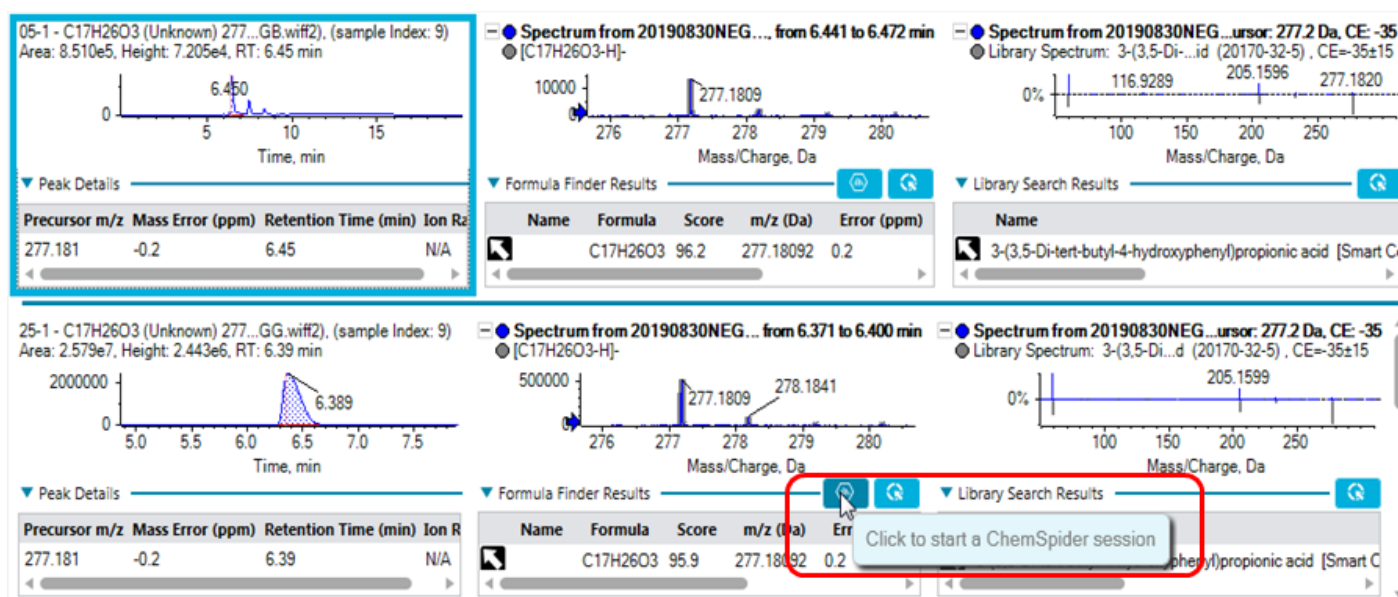 05-1 - C17H26O3 (Unknown) 277...GB.wiff2), (sample Index: 9)
Area: 8.510e5, Height: 7.205e4, RT: 6.45 min
6.450
0
5 10 15
Time, min
Peak Details
Precursor m/z Mass Error (ppm) Retention Time (min) Ion Ra
277.181 -0.2 6.45 N/A
Spectrum from 20190830NEG..., from 6.441 to 6.472 min
[C17H26O3-H]-
10000
277.1809
0
276 277 278 279 280
Mass/Charge, Da
Formula Finder Results
Name Formula Score m/z (Da) Error (ppm)
C17H26O3 96.2 277.18092 0.2
Spectrum from 20190830NEG...ursor: 277.2 Da, CE: -35
Library Spectrum: 3-(3,5-Di-...id (20170-32-5) , CE=-35±15
116.9289 205.1596 277.1820
0%
100 150 200 250
Mass/Charge, Da
Library Search Results
Name
3-(3,5-Di-tert-butyl-4-hydroxyphenyl)propionic acid [Smart C
25-1 - C17H26O3 (Unknown) 277...GG.wiff2), (sample Index: 9)
Area: 2.579e7, Height: 2.443e6, RT: 6.39 min
2000000
6.389
0
5.0 5.5 6.0 6.5 7.0 7.5
Time, min
Peak Details
Precursor m/z Mass Error (ppm) Retention Time (min) Ion R
277.181 -0.2 6.39 N/A
Spectrum from 20190830NEG... from 6.371 to 6.400 min
[C17H26O3-H]-
500000
277.1809 278.1841
0
276 277 278 279 280
Mass/Charge, Da
Formula Finder Results
Name Formula Score m/z (Da) Err
C17H26O3 95.9 277.18092 0.2
Click to start a ChemSpider session
Spectrum from 20190830NEG...ursor: 277.2 Da, CE: -35
Library Spectrum: 3-(3,5-Di...d (20170-32-5) , CE=-35±15
205.1599
0%
100 150 200 250
Mass/Charge, Da
Library Search Results
phenyl)propionic acid [Smart C